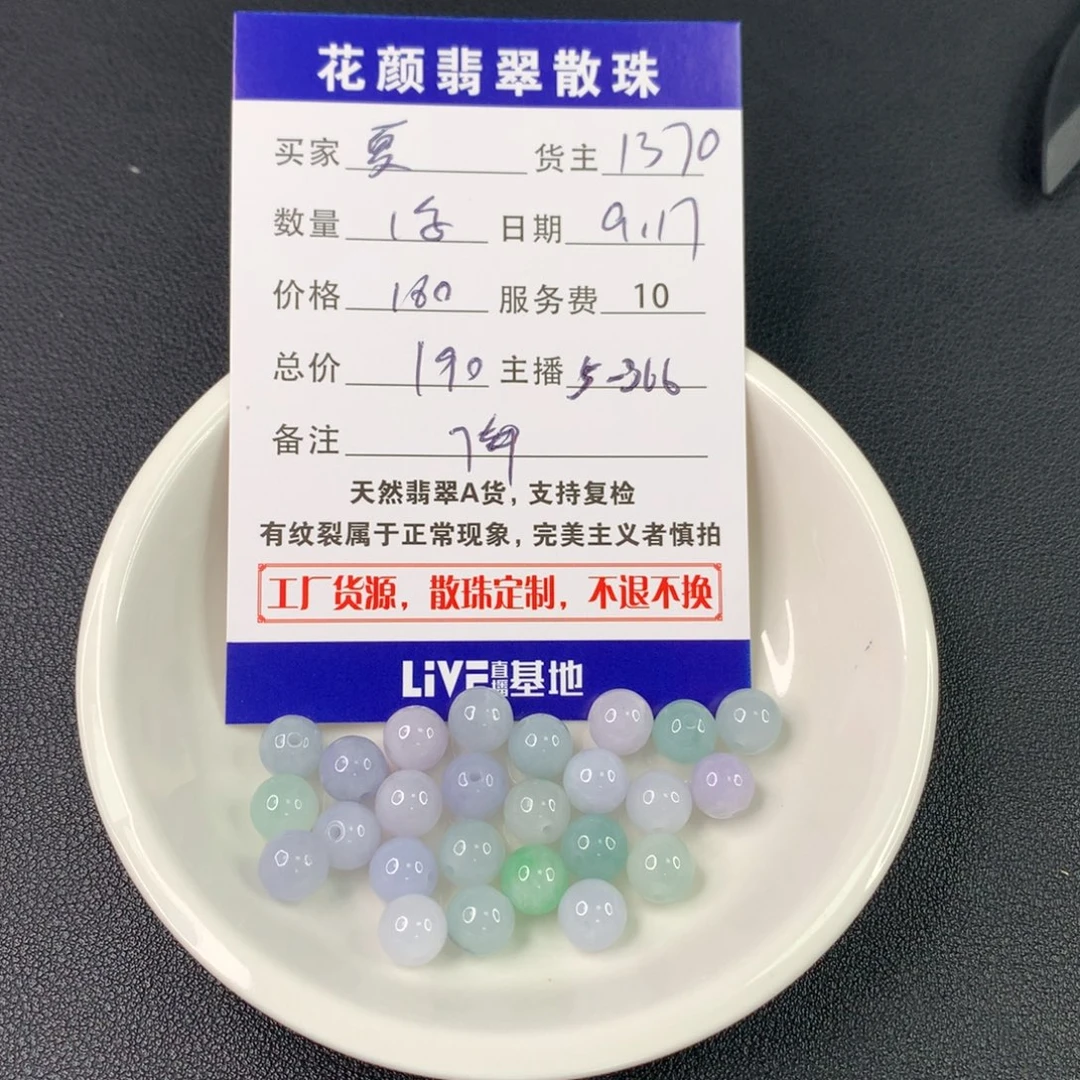 花颜翡翠散珠
买家 夏 货主 1370
数量 1手 日期 9.17
价格 180 服务费 10
总价 190 主播 5-366
备注
天然翡翠A货，支持复检
有纹裂属于正常现象，完美主义者慎拍
工厂货源，散珠定制，不退不换
LiVE直播基地